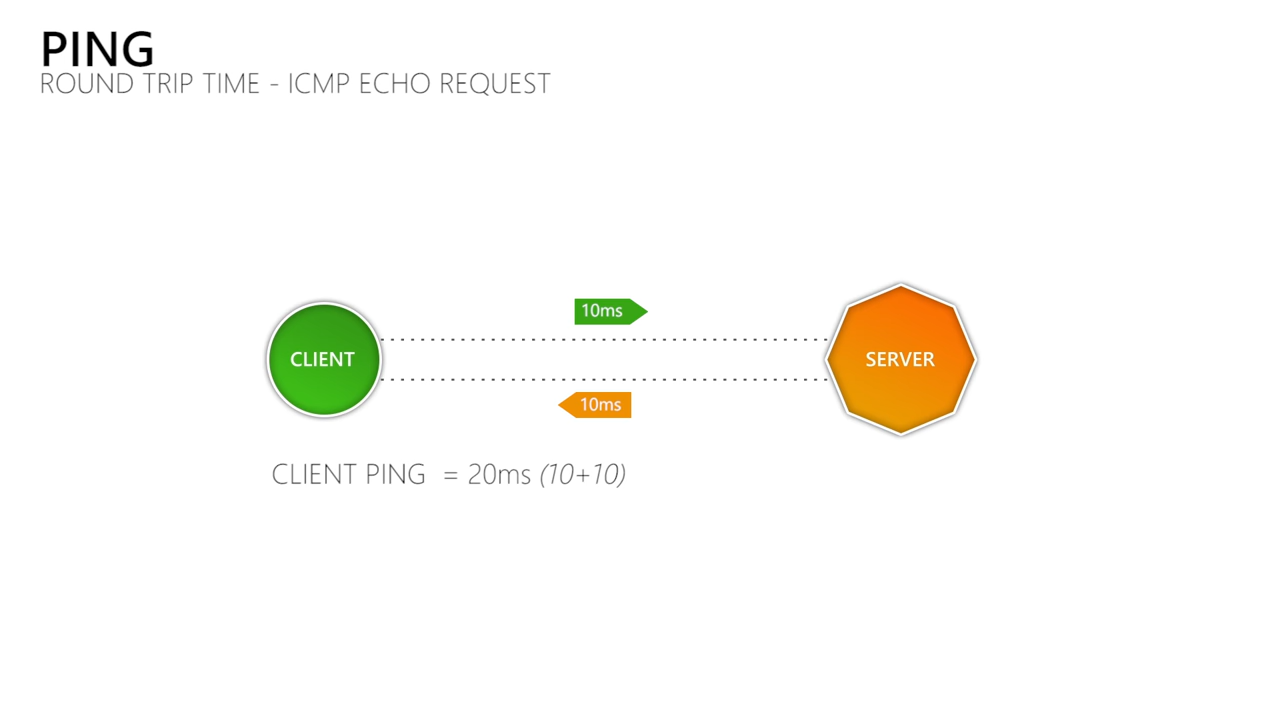 PING
ROUND TRIP TIME - ICMP ECHO REQUEST
10ms
CLIENT
SERVER
10ms
CLIENT PING = 20ms (10+10)